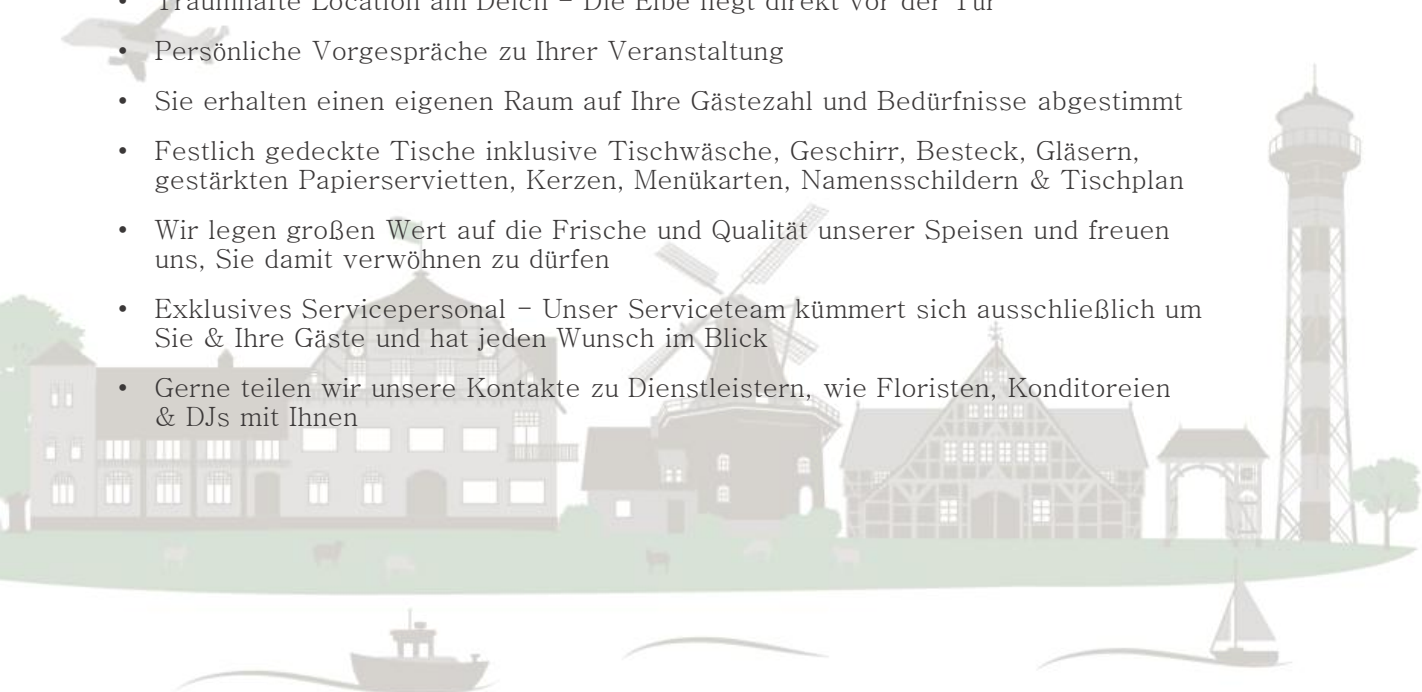 • Traumhafte Location am Deich – Die Elbe liegt direkt vor der Tür
• Persönliche Vorgespräche zu Ihrer Veranstaltung
• Sie erhalten einen eigenen Raum auf Ihre Gästezahl und Bedürfnisse abgestimmt
• Festlich gedeckte Tische inklusive Tischwäsche, Geschirr, Besteck, Gläsern,
gestärkten Papierservietten, Kerzen, Menükarten, Namensschildern & Tischplan
• Wir legen großen Wert auf die Frische und Qualität unserer Speisen und freuen
uns, Sie damit verwöhnen zu dürfen
• Exklusives Servicepersonal – Unser Serviceteam kümmert sich ausschließlich um
Sie & Ihre Gäste und hat jeden Wunsch im Blick
• Gerne teilen wir unsere Kontakte zu Dienstleistern, wie Floristen, Konditoreien
& DJs mit Ihnen